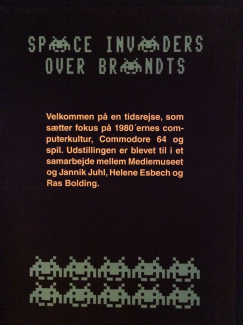 SPACE INVADERS
OVER BRANDTS
Velkommen på en tidsrejse, som
sætter fokus på 1980´ernes com-
puterkultur, Commodore 64 og
spil. Udstillingen er blevet til i et
samarbejde mellem Mediemuseet
og Jannik Juhl, Helene Esbech og
Ras Bolding.